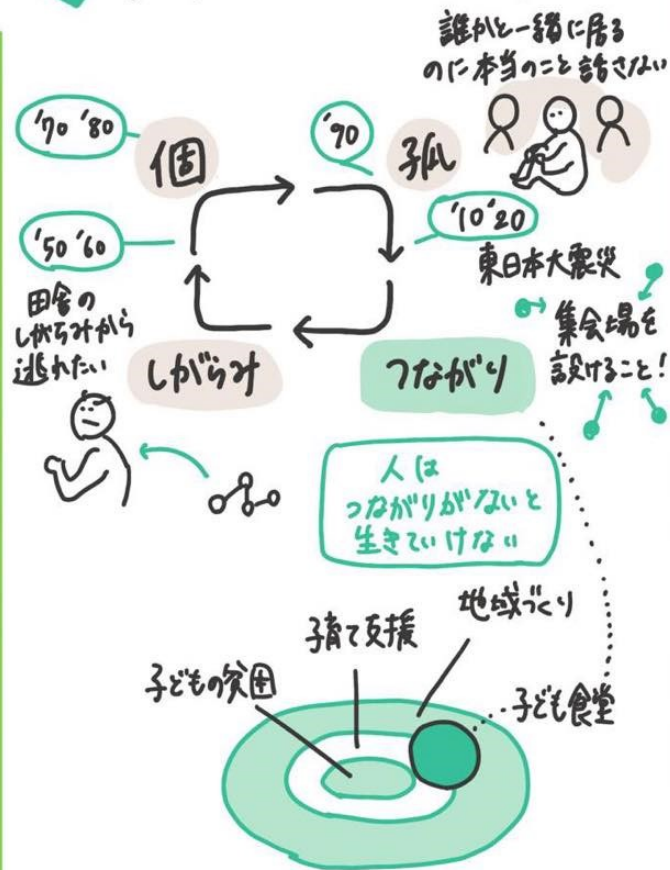 誰かと一緒に居る
のに本当のこと話さない
'70 '80
個
'90
孤
'50 '60
'10 '20
東日本大震災
集会場を
設けること!
田舎の
しがらみから
逃れたい
しがらみ
つながり
人は
つながりがないと
生きていけない
地域づくり
子育て支援
子どもの貧困
子ども食堂